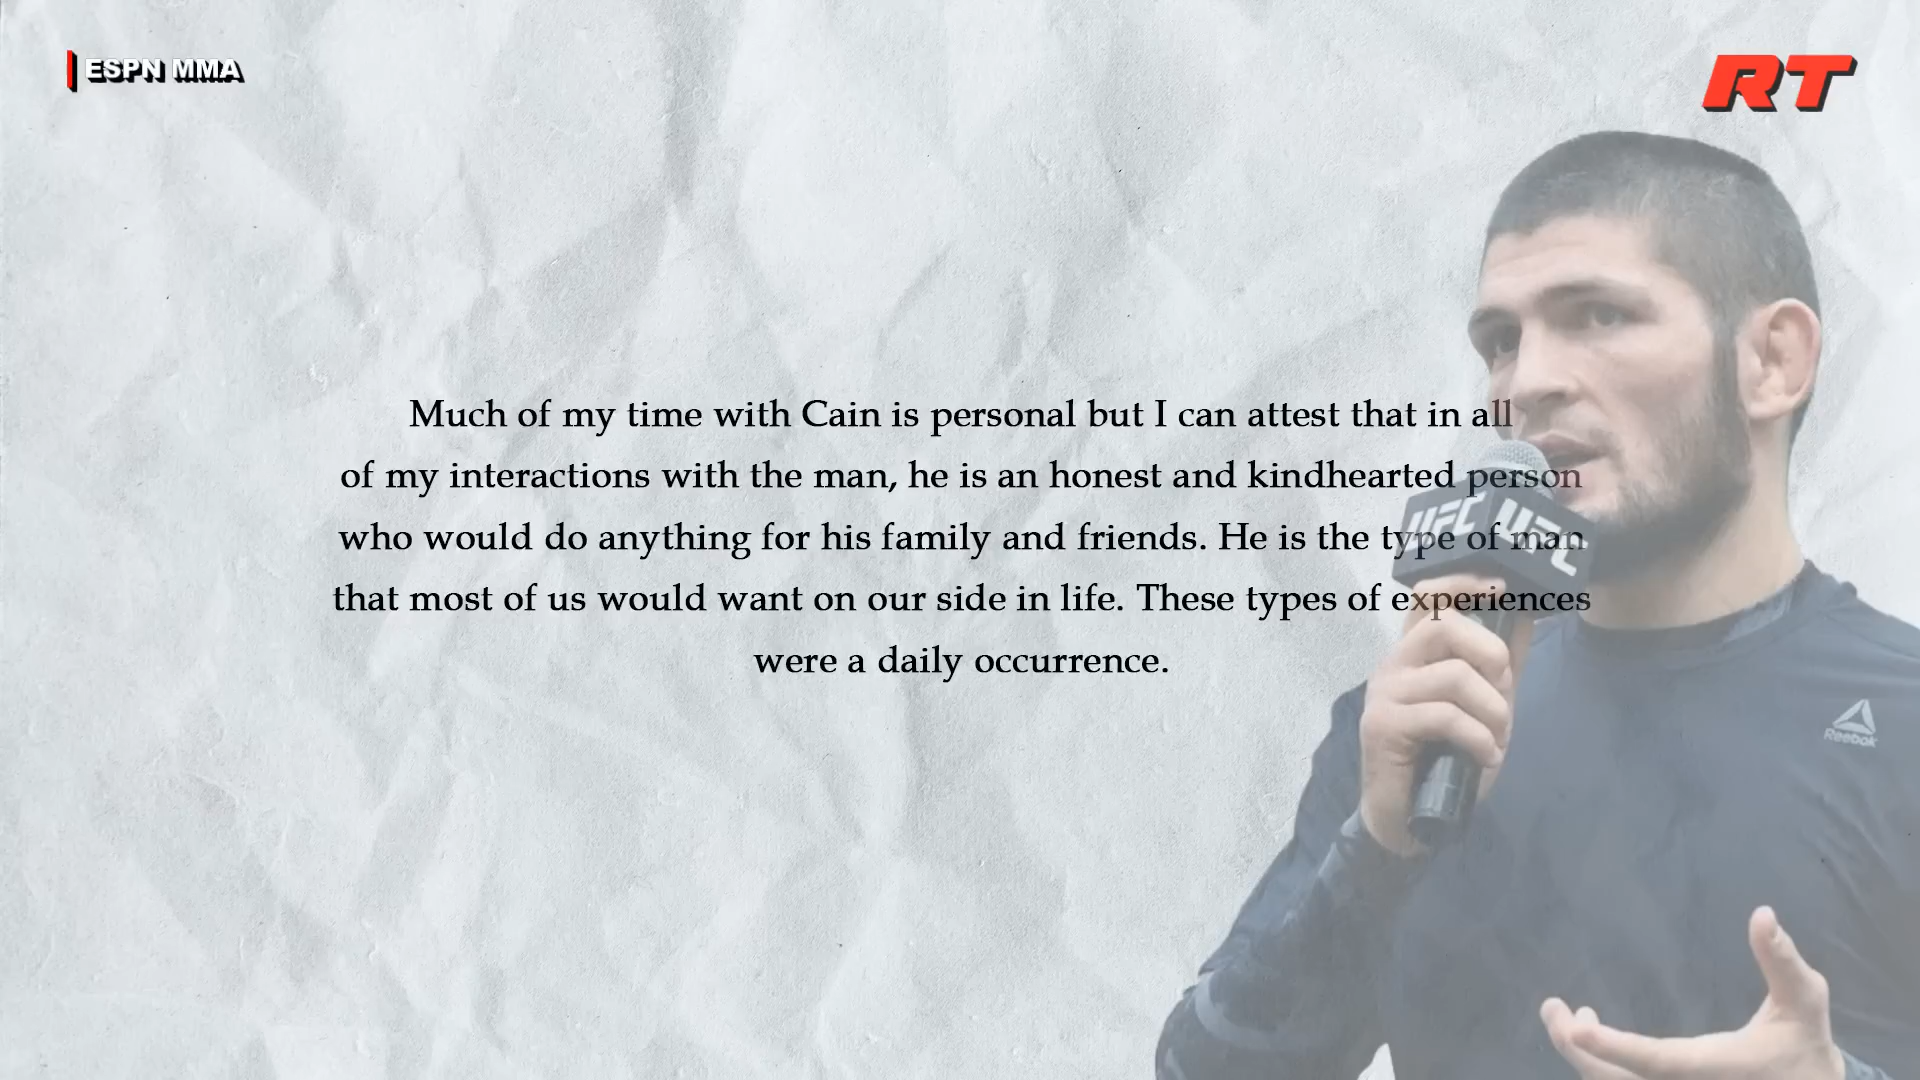 ESPN MMA
RT
Much of my time with Cain is personal but I can attest that in all
of my interactions with the man, he is an honest and kindhearted person
who would do anything for his family and friends. He is the type of man
that most of us would want on our side in life. These types of experiences
were a daily occurrence.
UFC UFC
Reebok